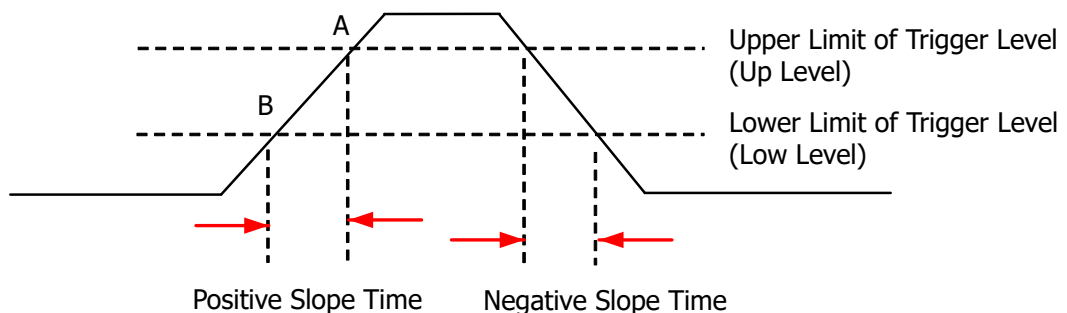 A
Upper Limit of Trigger Level
(Up Level)
B
Lower Limit of Trigger Level
(Low Level)
Positive Slope Time
Negative Slope Time